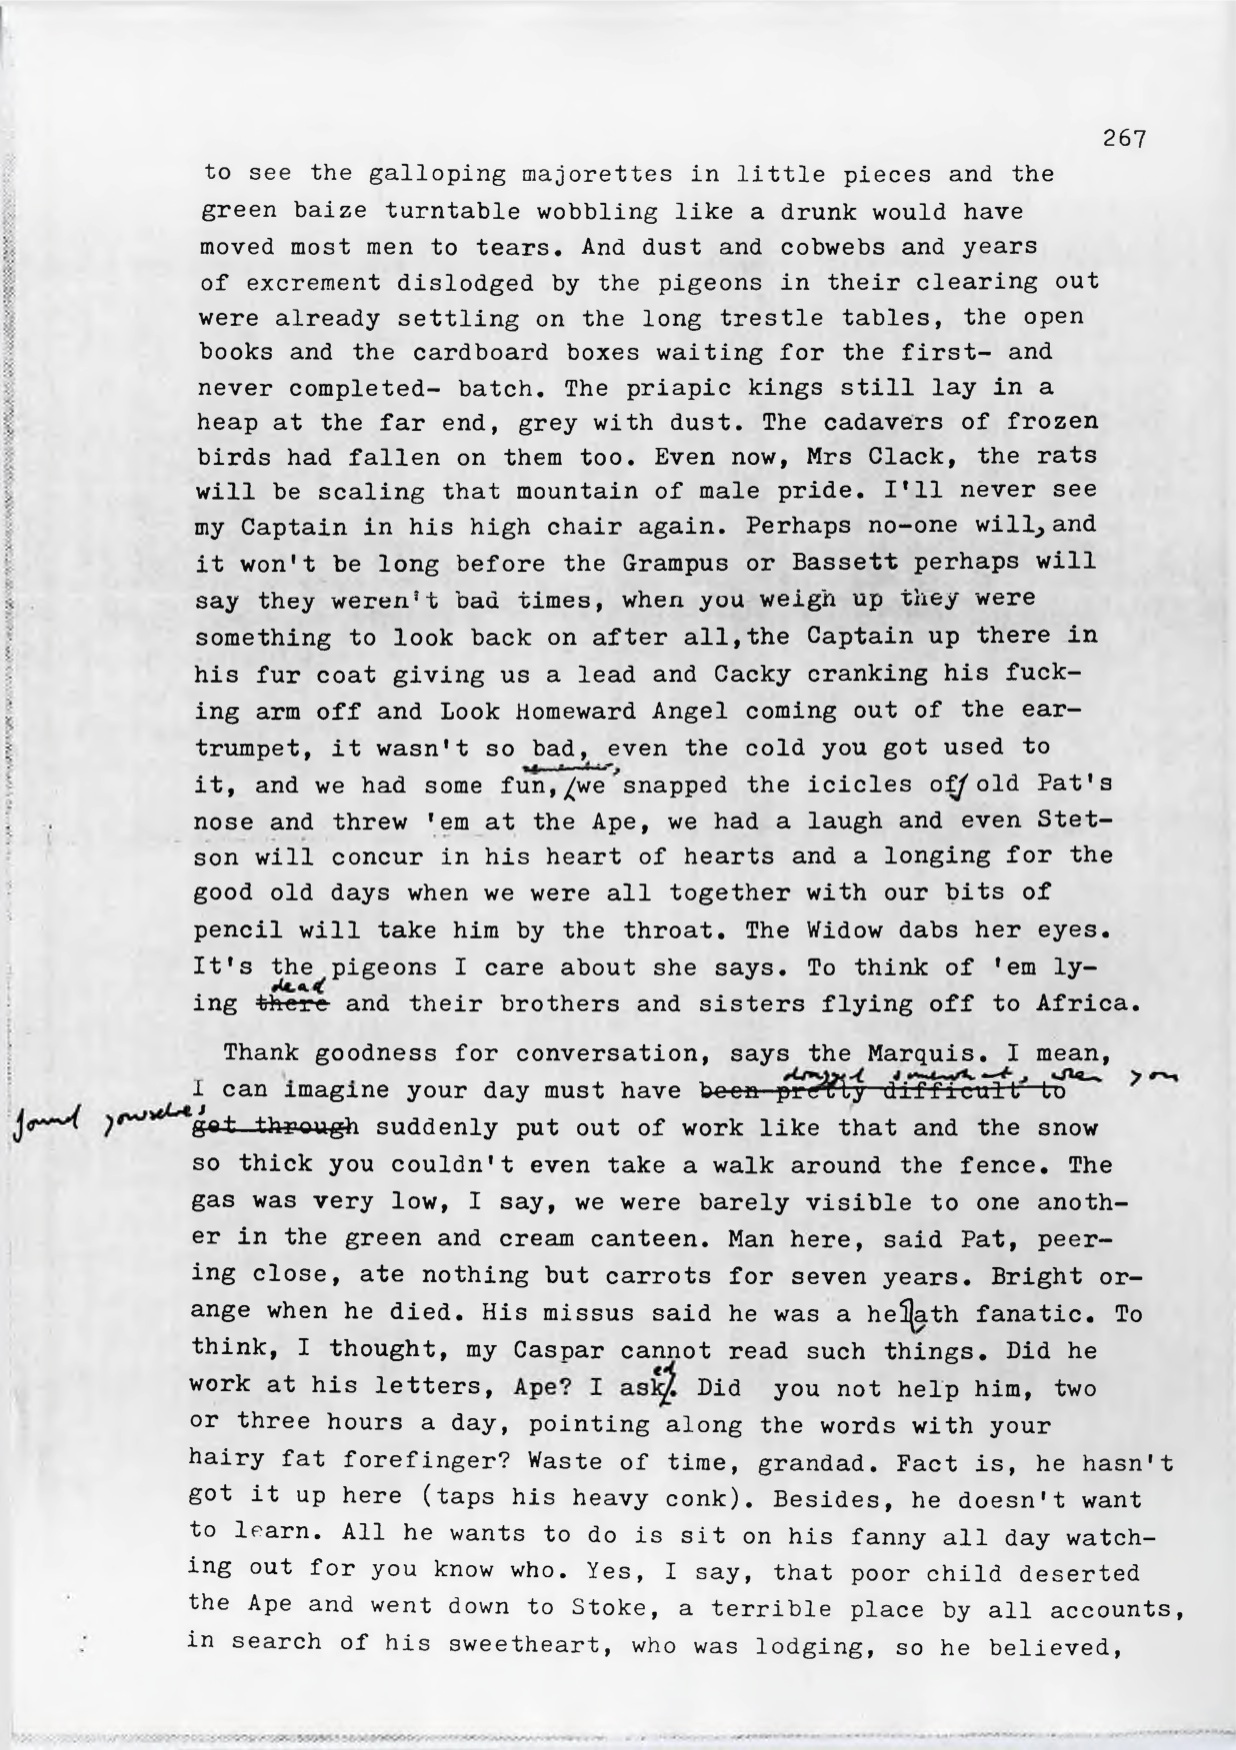 267
to see the galloping majorettes in little pieces and the
green baize turntable wobbling like a drunk would have
moved most men to tears. And dust and cobwebs and years
of excrement dislodged by the pigeons in their clearing out
were already settling on the long trestle tables, the open
books and the cardboard boxes waiting for the first- and
never completed- batch. The priapic kings still lay in a
heap at the far end, grey with dust. The cadavers of frozen
birds had fallen on them too. Even now, Mrs Clack, the rats
will be scaling that mountain of male pride. I'll never see
my Captain in his high chair again. Perhaps no-one will, and
it won't be long before the Grampus or Bassett perhaps will
say they weren't bad times, when you weigh up they were
something to look back on after all,the Captain up there in
his fur coat giving us a lead and Cacky cranking his fuck-
ing arm off and Look Homeward Angel coming out of the ear-
trumpet, it wasn't so bad, even the cold you got used to
remember,
it, and we had some fun, we snapped the icicles off old Pat's
nose and threw 'em at the Ape, we had a laugh and even Stet-
son will concur in his heart of hearts and a longing for the
good old days when we were all together with our bits of
pencil will take him by the throat. The Widow dabs her eyes.
It's the pigeons I care about she says. To think of 'em ly-
dead
ing there and their brothers and sisters flying off to Africa.
Thank goodness for conversation, says the Marquis. I mean,
dragged somewhat, when you
I can imagine your day must have been pretty difficult to
found yourselves
get through suddenly put out of work like that and the snow
so thick you couldn't even take a walk around the fence. The
gas was very low, I say, we were barely visible to one anoth-
er in the green and cream canteen. Man here, said Pat, peer-
ing close, ate nothing but carrots for seven years. Bright or-
ange when he died. His missus said he was a helath fanatic. To
think, I thought, my Caspar cannot read such things. Did he
ed
work at his letters, Ape? I ask. Did you not help him, two
or three hours a day, pointing along the words with your
hairy fat forefinger? Waste of time, grandad. Fact is, he hasn't
got it up here (taps his heavy conk). Besides, he doesn't want
to learn. All he wants to do is sit on his fanny all day watch-
ing out for you know who. Yes, I say, that poor child deserted
the Ape and went down to Stoke, a terrible place by all accounts,
in search of his sweetheart, who was lodging, so he believed,